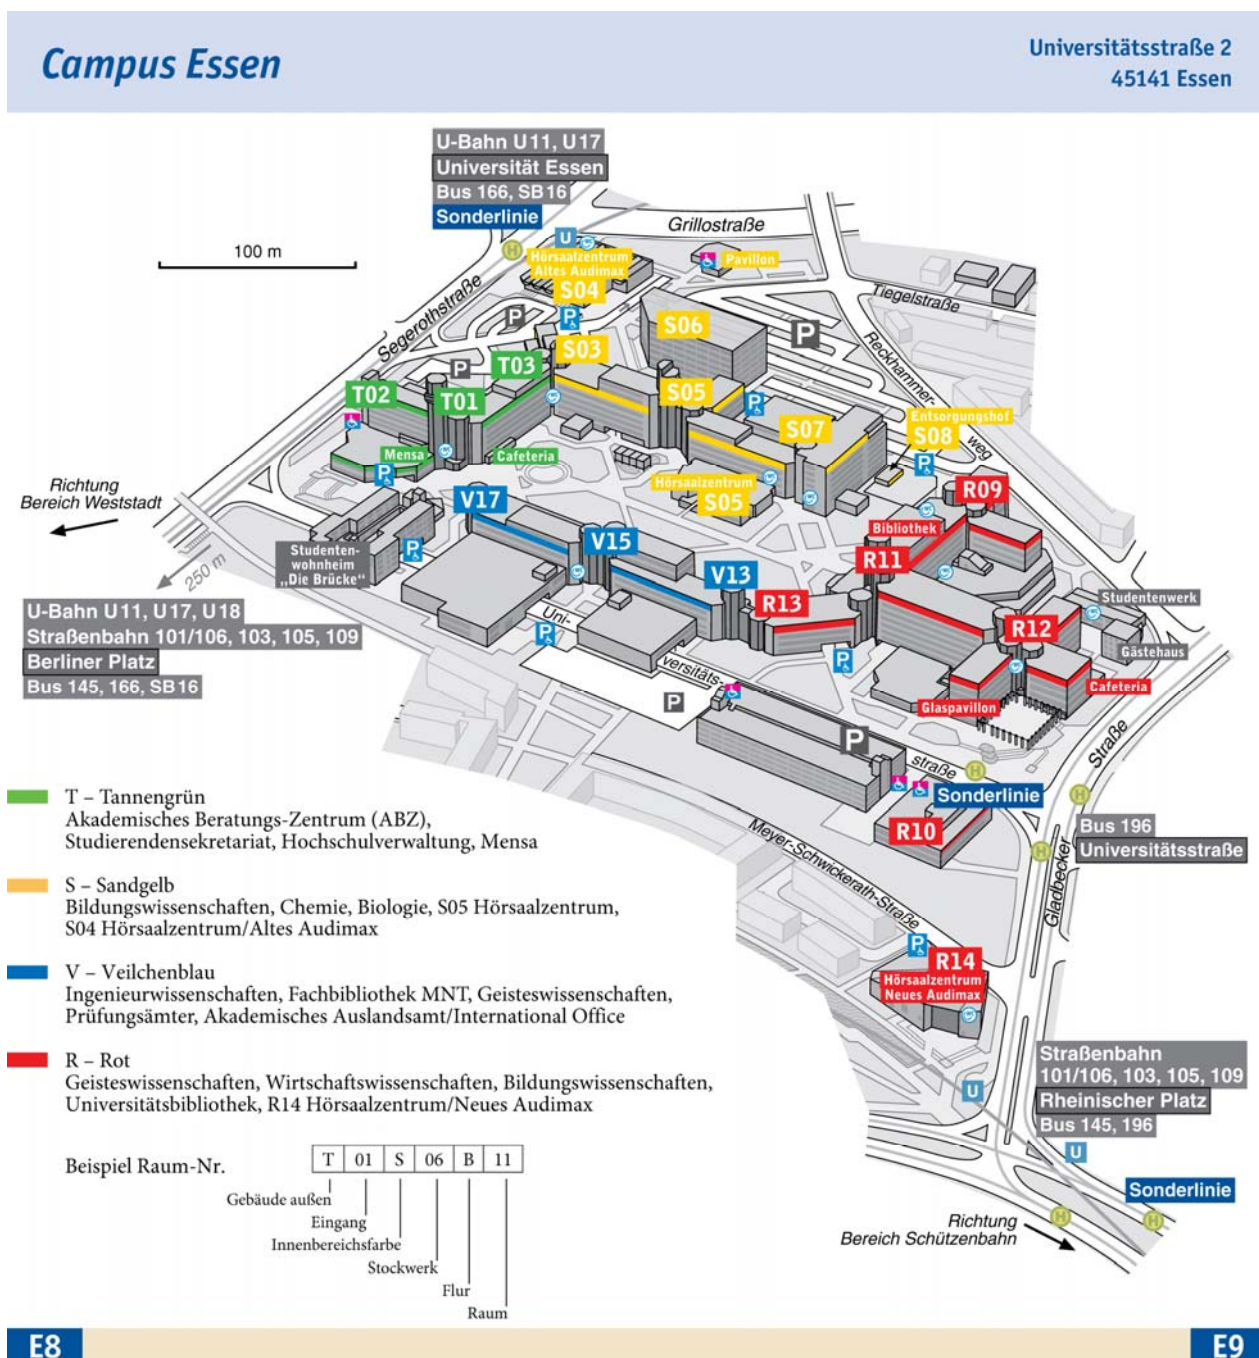 Campus Essen
Universitätsstraße 2
45141 Essen
U-Bahn U11, U17
Universität Essen
Bus 166, SB16
Sonderlinie
H
U
Grillostraße
100 m
Segerothstraße
Hörsaalzentrum
Altes Audimax
S04
Pavillon
Tiegelstraße
P
P
S06
P
Reckhammer-
weg
S03
T03
P
T02
T01
S05
P
Entsorgungshof
S08
S07
P
Mensa
Cafeteria
P
Hörsaalzentrum
S05
R09
Richtung
Bereich Weststadt
V17
Bibliothek
V15
R11
Studenten-
wohnheim
„Die Brücke“
P
250 m
V13
R13
Studentenwerk
U-Bahn U11, U17, U18
Straßenbahn 101/106, 103, 105, 109
Berliner Platz
Bus 145, 166, SB16
Uni-
versitäts-
straße
P
P
R12
Gästehaus
Cafeteria
Glaspavillon
P
P
H
Sonderlinie
Straße
H
Bus 196
Universitätsstraße
H
R10
Meyer-Schwickerath-Straße
Gladbecker
P
R14
Hörsaalzentrum
Neues Audimax
T – Tannengrün
Akademisches Beratungs-Zentrum (ABZ),
Studierendensekretariat, Hochschulverwaltung, Mensa
S – Sandgelb
Bildungswissenschaften, Chemie, Biologie, S05 Hörsaalzentrum,
S04 Hörsaalzentrum/Altes Audimax
V – Veilchenblau
Ingenieurwissenschaften, Fachbibliothek MNT, Geisteswissenschaften,
Prüfungsämter, Akademisches Auslandsamt/International Office
R – Rot
Geisteswissenschaften, Wirtschaftswissenschaften, Bildungswissenschaften,
Universitätsbibliothek, R14 Hörsaalzentrum/Neues Audimax
Straßenbahn
101/106, 103, 105, 109
Rheinischer Platz
Bus 145, 196
U
U
Sonderlinie
H
H
Richtung
Bereich Schützenbahn
Beispiel Raum-Nr.
T 01 S 06 B 11
Gebäude außen
Eingang
Innenbereichsfarbe
Stockwerk
Flur
Raum
E8
E9